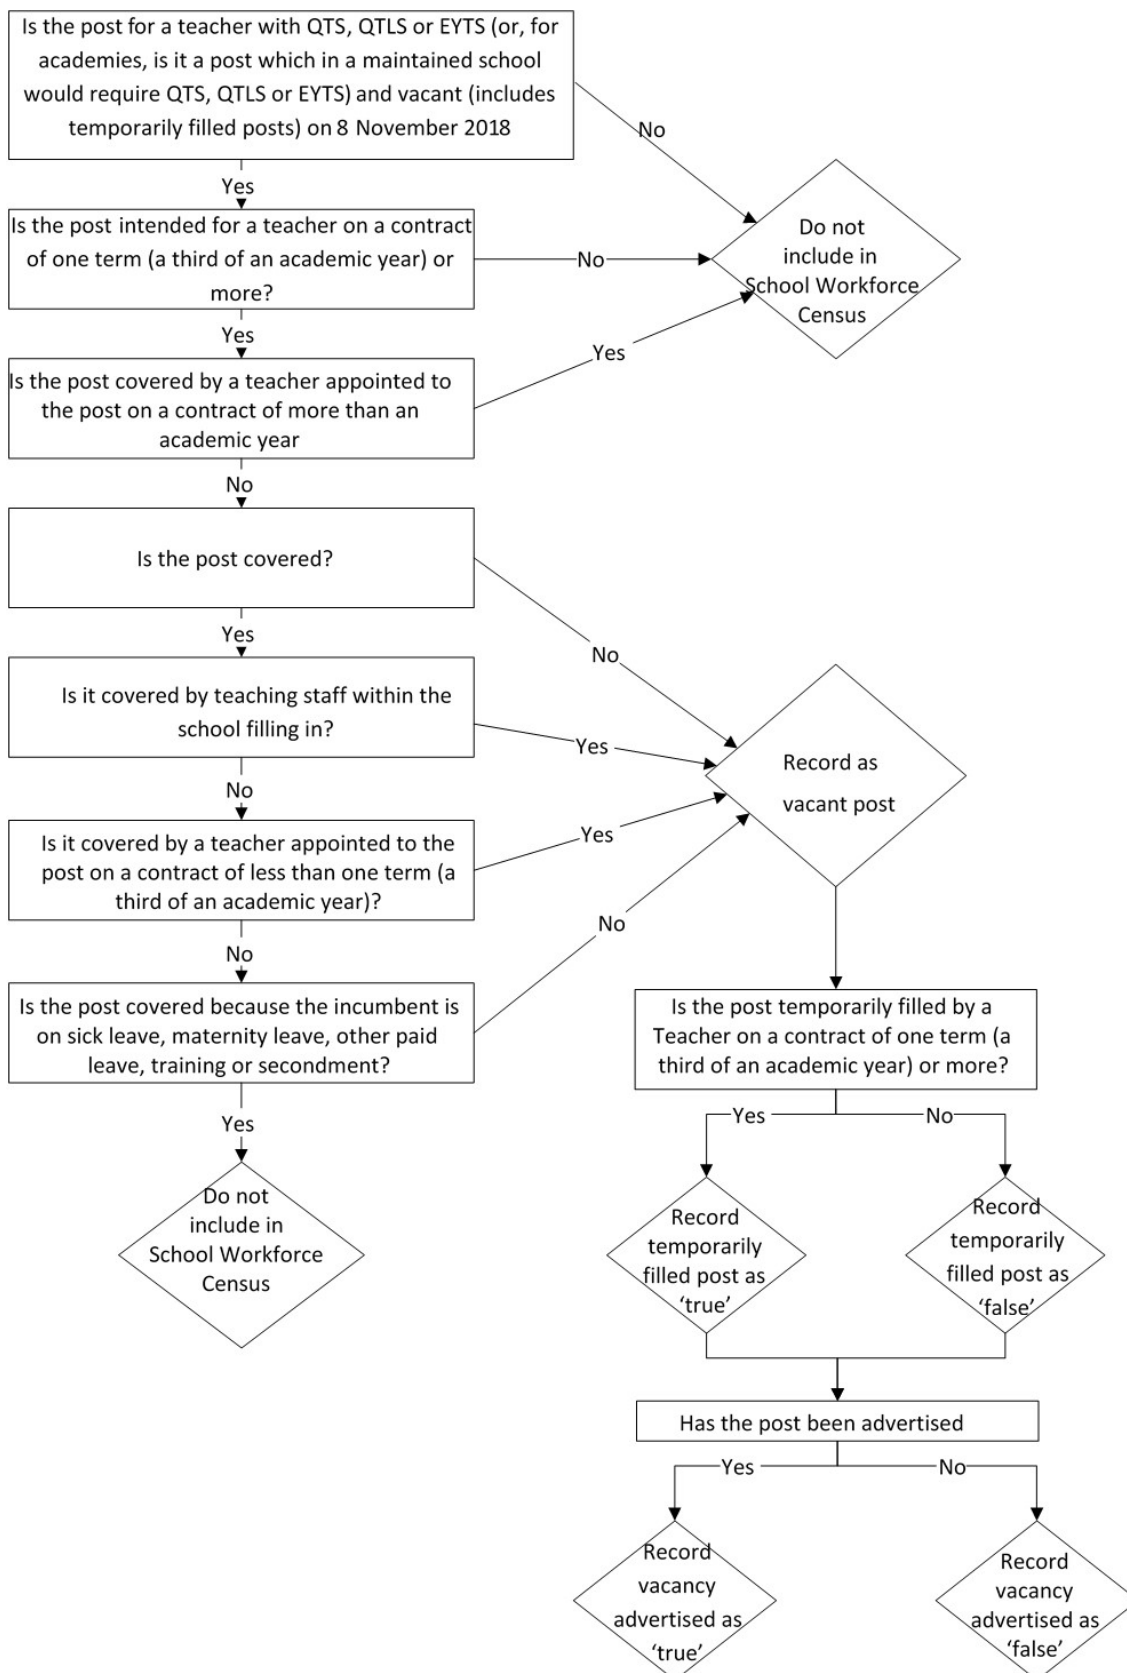 Is the post for a teacher with QTS, QTLS or EYTS (or, for
academies, is it a post which in a maintained school
would require QTS, QTLS or EYTS) and vacant (includes
temporarily filled posts) on 8 November 2018
No
Yes
Do not
include in
School Workforce
Census
Is the post intended for a teacher on a contract
of one term (a third of an academic year) or
more?
No
Yes
Is the post covered by a teacher appointed to
the post on a contract of more than an
academic year
Yes
No
Is the post covered?
No
Yes
Is it covered by teaching staff within the
school filling in?
Yes
Record as
vacant post
No
Is it covered by a teacher appointed to the
post on a contract of less than one term (a
third of an academic year)?
Yes
No
Is the post covered because the incumbent is
on sick leave, maternity leave, other paid
leave, training or secondment?
No
Yes
Do not
include in
School Workforce
Census
Is the post temporarily filled by a
Teacher on a contract of one term (a
third of an academic year) or more?
Yes
No
Record
temporarily
filled post as
‘true’
Record
temporarily
filled post as
‘false’
Has the post been advertised
Yes
No
Record
vacancy
advertised as
‘true’
Record
vacancy
advertised as
‘false’